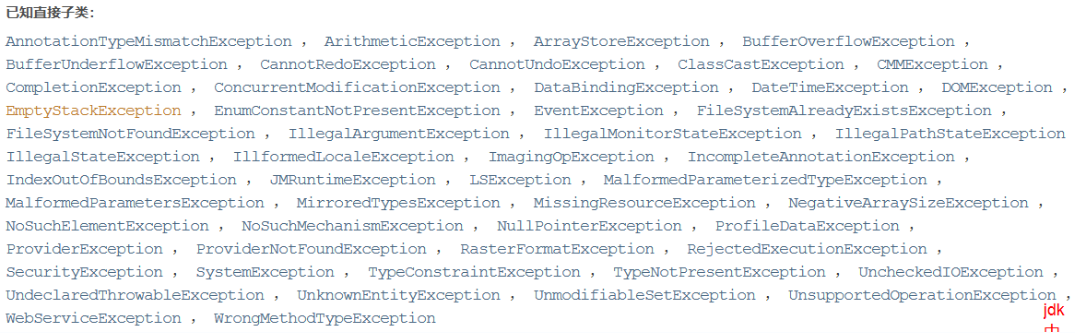 已知直接子类:
AnnotationTypeMismatchException , ArithmeticException , ArrayStoreException , BufferOverflowException ,
BufferUnderflowException , CannotRedoException , CannotUndoException , ClassCastException , CMMException ,
CompletionException , ConcurrentModificationException , DataBindingException , DateTimeException , DOMException ,
EmptyStackException , EnumConstantNotPresentException , EventException , FileSystemAlreadyExistsException ,
FileSystemNotFoundException , IllegalArgumentException , IllegalMonitorStateException , IllegalPathStateException
IllegalStateException , IllformedLocaleException , ImagingOpException , IncompleteAnnotationException ,
IndexOutOfBoundsException , JMRuntimeException , LSException , MalformedParameterizedTypeException ,
MalformedParametersException , MirroredTypesException , MissingResourceException , NegativeArraySizeException ,
NoSuchElementException , NoSuchMechanismException , NullPointerException , ProfileDataException ,
ProviderException , ProviderNotFoundException , RasterFormatException , RejectedExecutionException ,
SecurityException , SystemException , TypeConstraintException , TypeNotPresentException , UncheckedIOException ,
UndeclaredThrowableException , UnknownEntityException , UnmodifiableSetException , UnsupportedOperationException ,
WebServiceException , WrongMethodTypeException
jdk